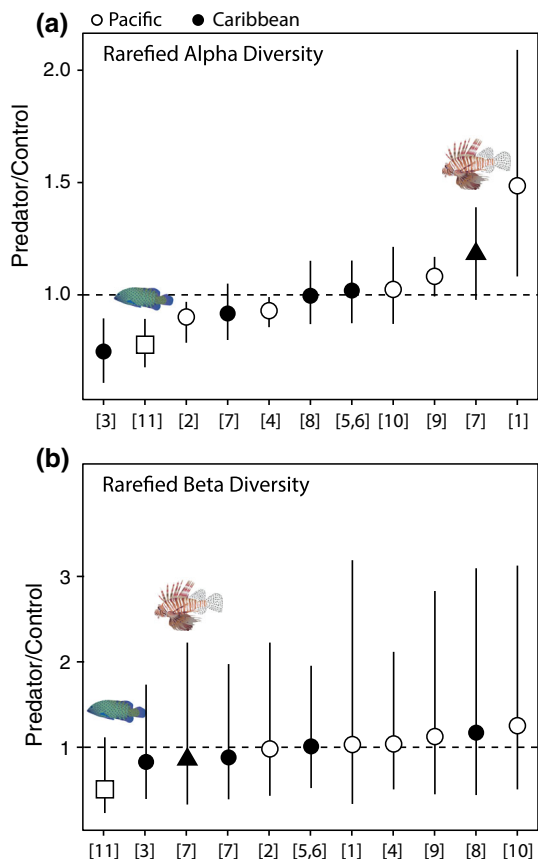 (a) Pacific Caribbean
Rarefied Alpha Diversity
Predator/Control
2.0
1.5
1.0
[3] [11] [2] [7] [4] [8] [5,6] [10] [9] [7] [1]
(b)
Rarefied Beta Diversity
Predator/Control
3
2
1
[11] [3] [7] [7] [2] [5,6] [1] [4] [9] [8] [10]